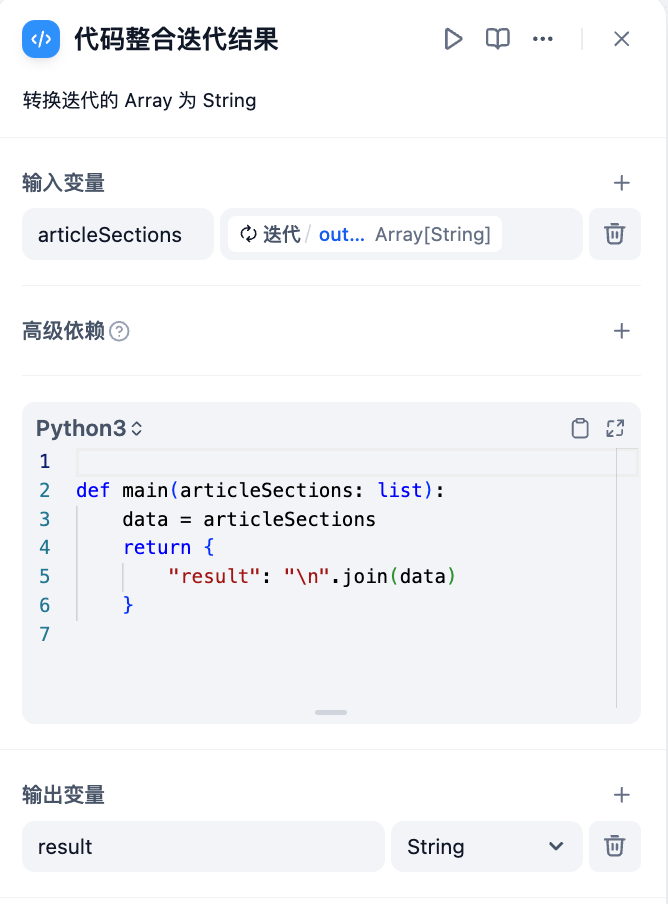 代码整合迭代结果
转换迭代的 Array 为 String
输入变量
articleSections 迭代 / out... Array[String]
高级依赖 ?
Python3
1
2 def main(articleSections: list):
3     data = articleSections
4     return {
5         "result": "\n".join(data)
6     }
7
输出变量
result String